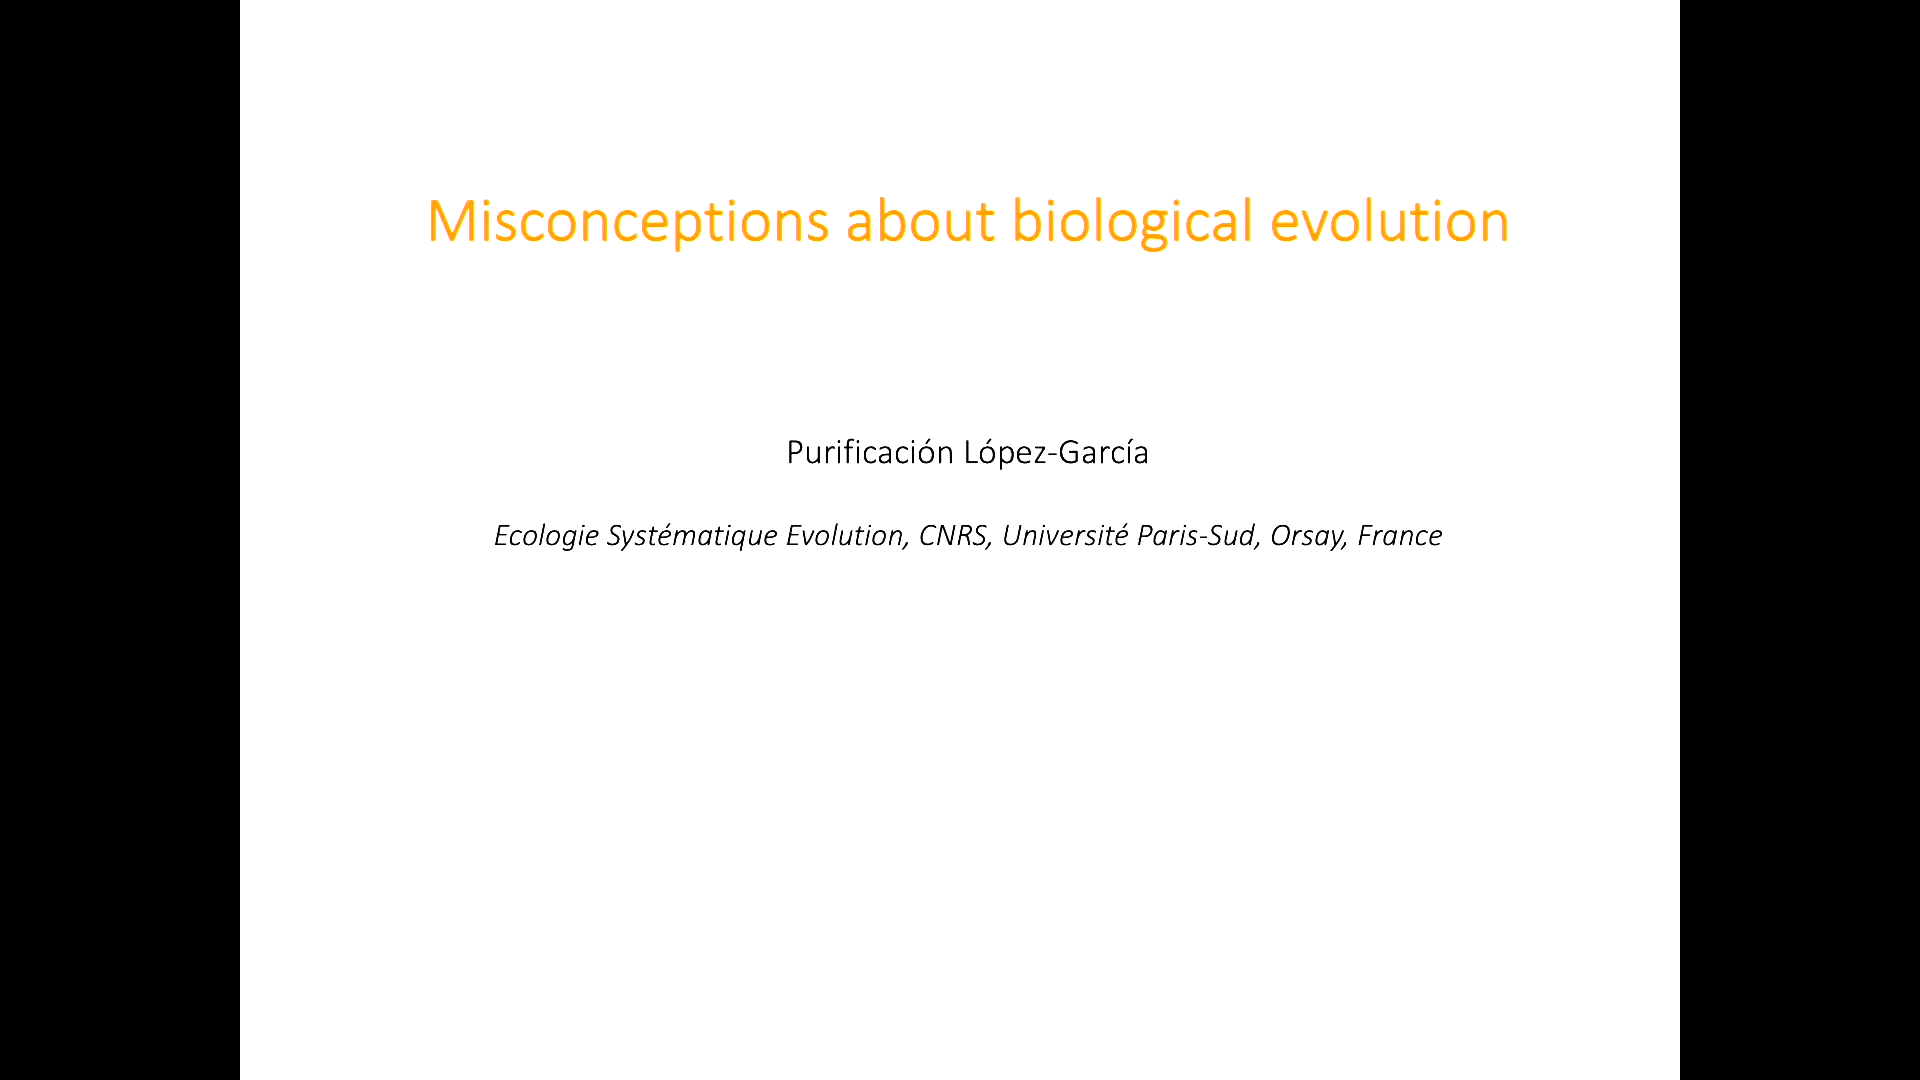 Misconceptions about biological evolution
Purificación López-García
Ecologie Systématique Evolution, CNRS, Université Paris-Sud, Orsay, France